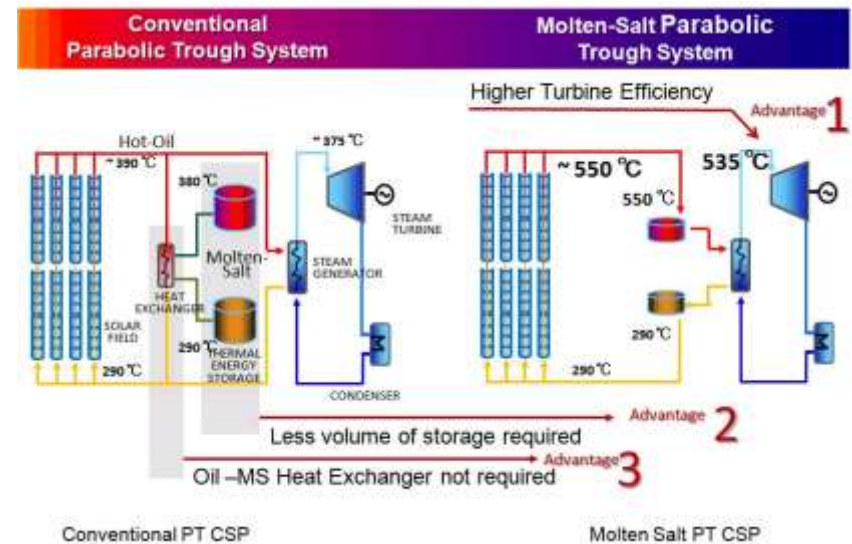 Conventional
Parabolic Trough System
Molten-Salt Parabolic
Trough System
Higher Turbine Efficiency
Advantage 1
Hot-Oil
~ 390 ℃
380 ℃
~ 375 ℃
Molten-
Salt
STEAM
TURBINE
STEAM
GENERATOR
HEAT
EXCHANGER
SOLAR
FIELD
290 ℃
THERMAL
ENERGY
STORAGE
290 ℃
CONDENSER
~ 550 ℃
550 ℃
535 ℃
290 ℃
290 ℃
Advantage 2
Less volume of storage required
Advantage 3
Oil –MS Heat Exchanger not required
Conventional PT CSP
Molten Salt PT CSP